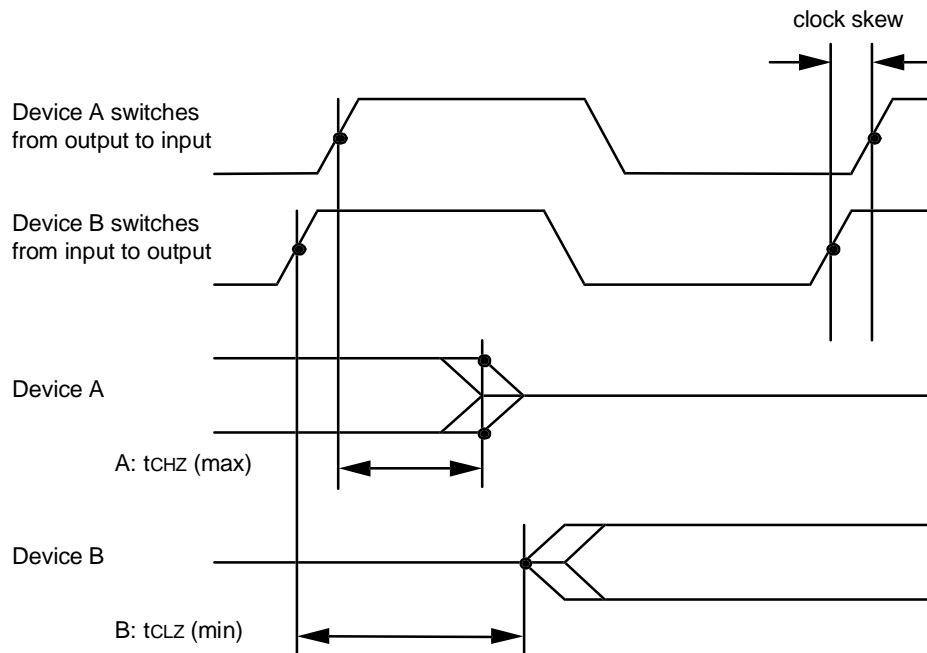 clock skew
Device A switches
from output to input
Device B switches
from input to output
Device A
A: tCHZ (max)
Device B
B: tCLZ (min)